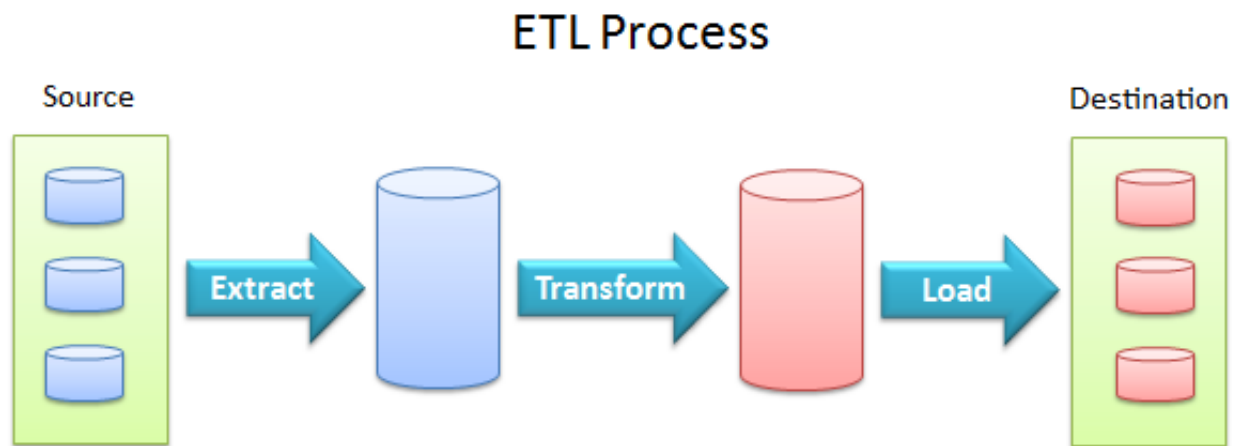 ETL Process
Source
Destination
Extract
Transform
Load